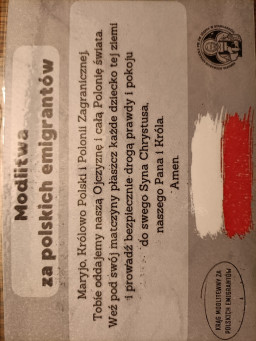 Modlitwa
za polskich emigrantów
Maryjo, Królowo Polski i Polonii Zagranicznej,
Tobie oddajemy naszą Ojczyznę i całą Polonię świata.
Weź pod swój matczyny płaszcz każde dziecko tej ziemi
i prowadź bezpiecznie drogą prawdy i pokoju
do swego Syna Chrystusa,
naszego Pana i Króla.
Amen.
KRĄG MODLITEWNY ZA
POLSKICH EMIGRANTÓW